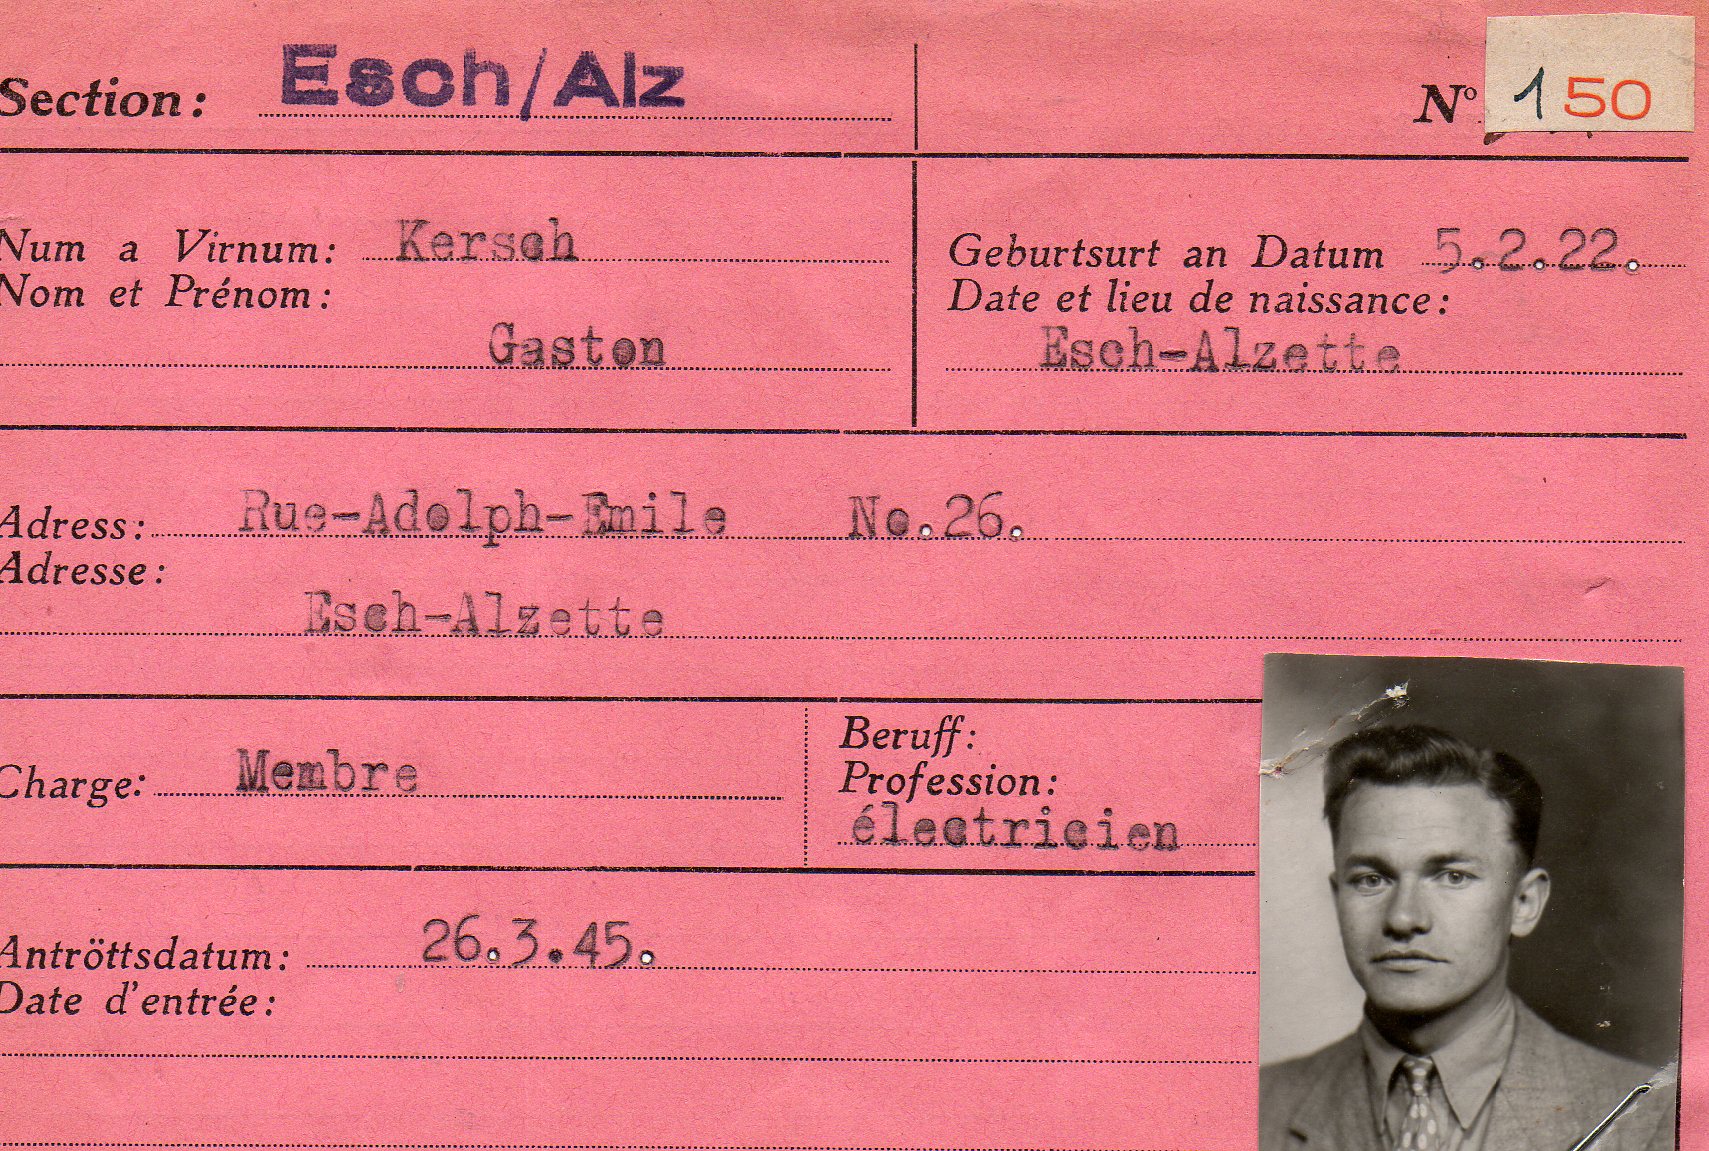 Section: Esch/Alz
Nº 150
Num a Virnum: Kersch
Nom et Prénom:
Gaston
Geburtsurt an Datum 5.2.22.
Date et lieu de naissance:
Esch-Alzette
Adress: Rue-Adolph-Emile No.26.
Adresse:
Esch-Alzette
Charge: Membre
Beruff:
Profession:
électricien
Antröttsdatum: 26.3.45.
Date d'entrée: